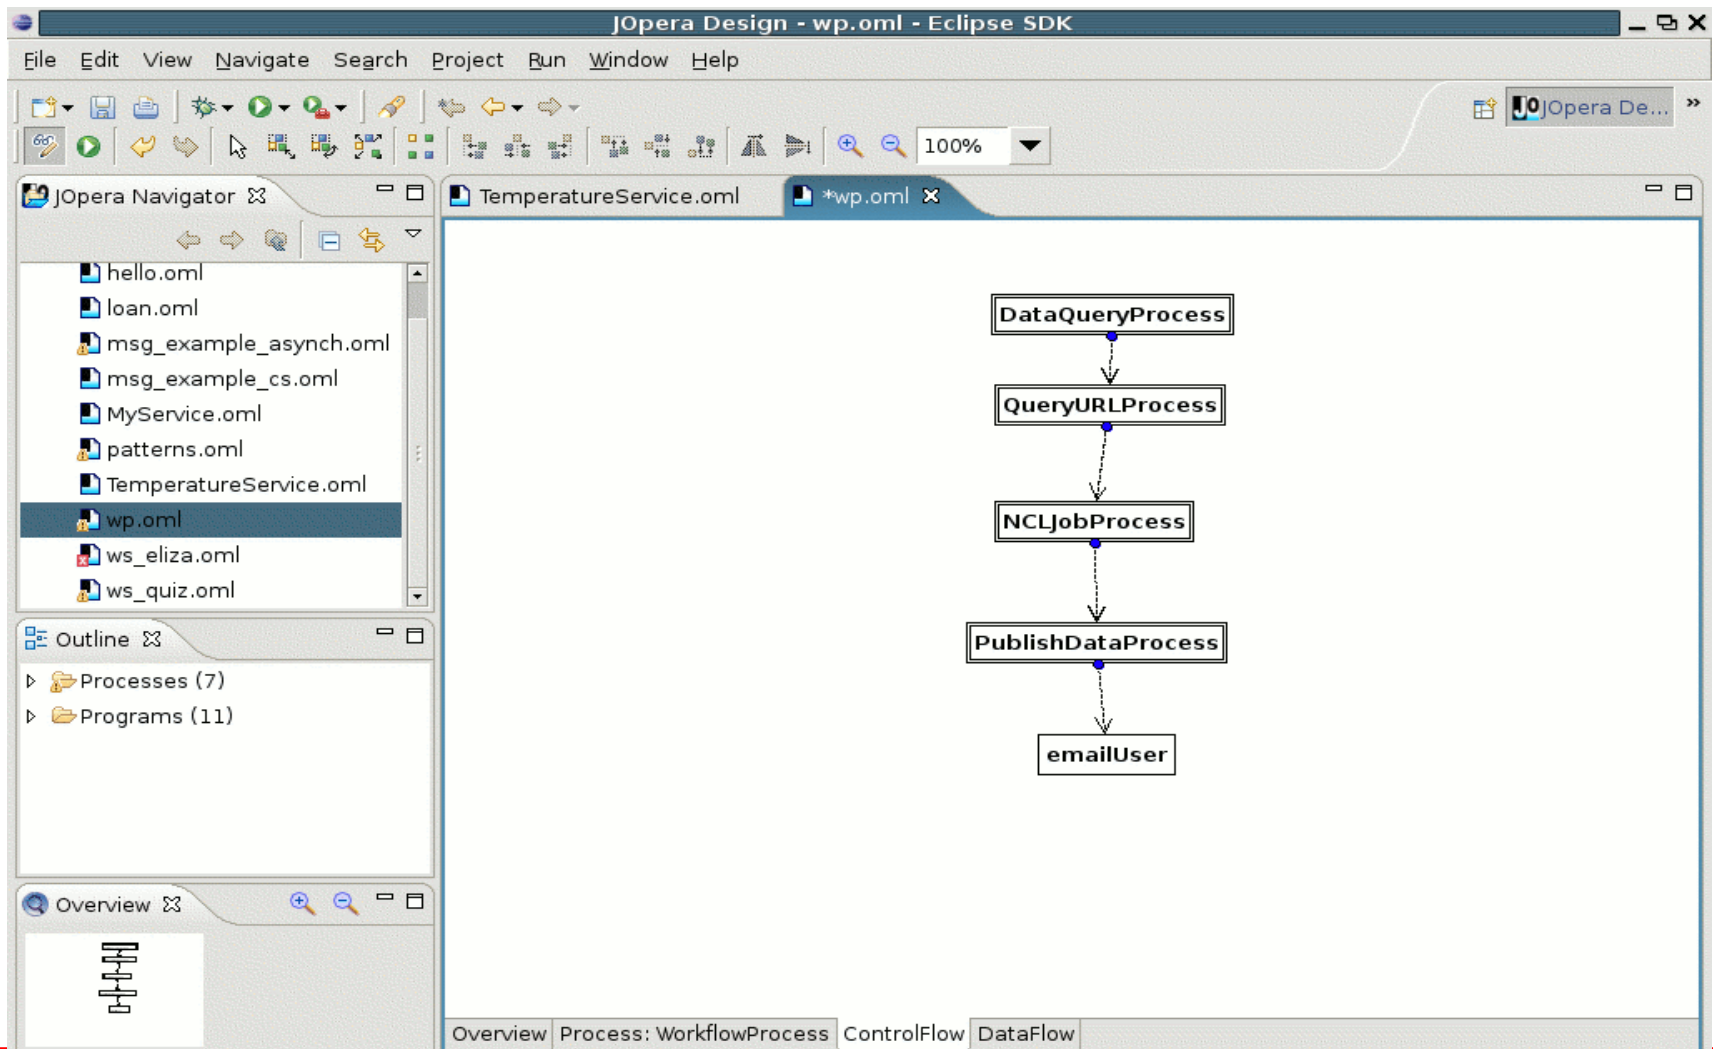 JOpera Design - wp.oml - Eclipse SDK
File Edit View Navigate Search Project Run Window Help
JOpera De...
100%
JOpera Navigator
TemperatureService.oml
*wp.oml
hello.oml
loan.oml
msg_example_asynch.oml
msg_example_cs.oml
MyService.oml
patterns.oml
TemperatureService.oml
wp.oml
ws_eliza.oml
ws_quiz.oml
Outline
Processes (7)
Programs (11)
Overview
DataQueryProcess
QueryURLProcess
NCLJobProcess
PublishDataProcess
emailUser
Overview Process: WorkflowProcess ControlFlow DataFlow